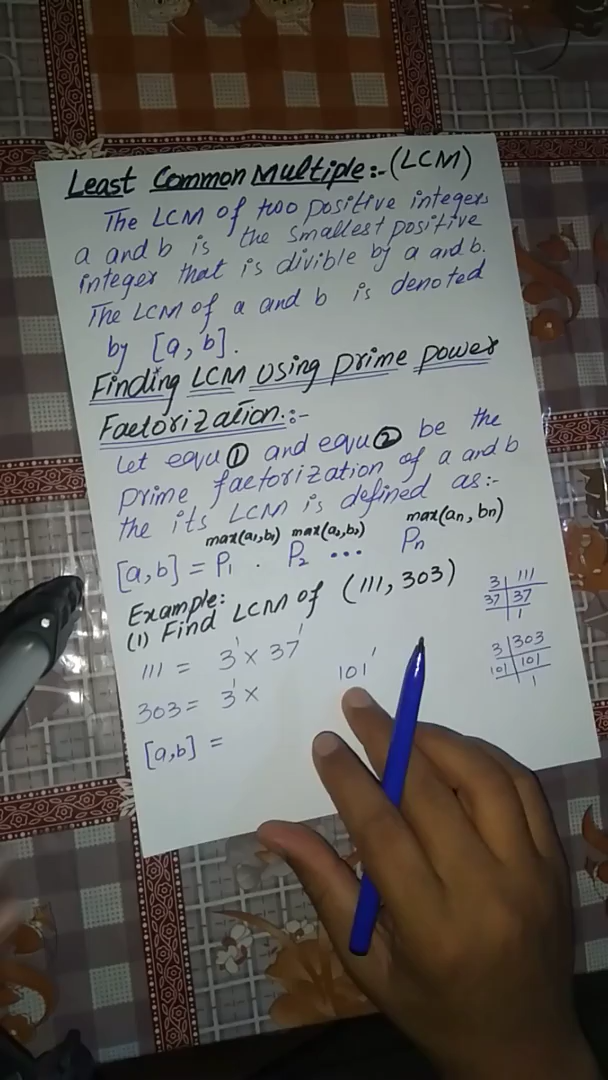 Least Common Multiple:- (LCM)
The LCM of two positive integers
a and b is the smallest positive
integer that is divible by a and b.
The LCM of a and b is denoted
by [a, b].
Finding LCM using prime power
Factorization.:-
Let equ ① and equ ② be the
prime factorization of a and b
the its LCM is defined as:-
max(a₁,b₁) max(a₂,b₂) max(an, bn)
[a,b] = P₁ . P₂ ... Pn
Example:
(1) Find LCM of (111, 303)
111 = 3¹ × 37¹
303 = 3¹ × 101¹
[a,b] =
3 | 111
37 | 37
1
3 | 303
101 | 101
1